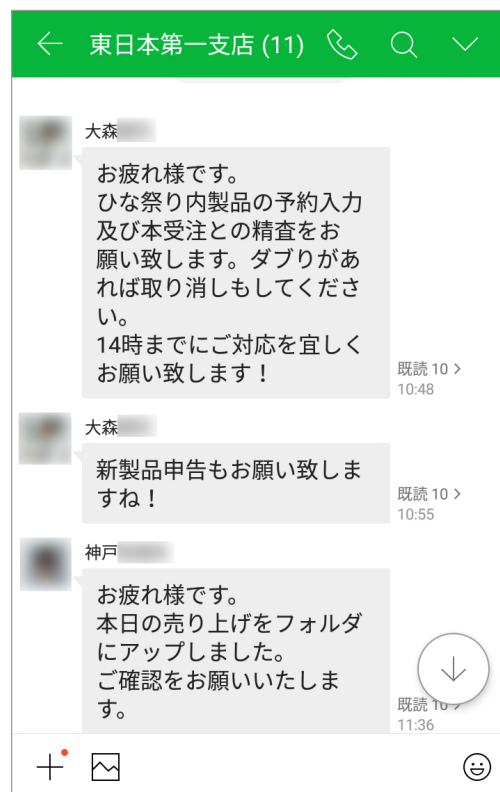 東日本第一支店 (11)
大森
お疲れ様です。
ひな祭り内製品の予約入力
及び本受注との精査をお
願い致します。ダブりがあ
れば取り消しもしてくださ
い。
14時までにご対応を宜しく
お願い致します！
既読 10 >
10:48
大森
新製品申告もお願い致しま
すね！
既読 10 >
10:55
神戸
お疲れ様です。
本日の売り上げをフォルダ
にアップしました。
ご確認をお願いいたしま
す。
既読 10
11:36